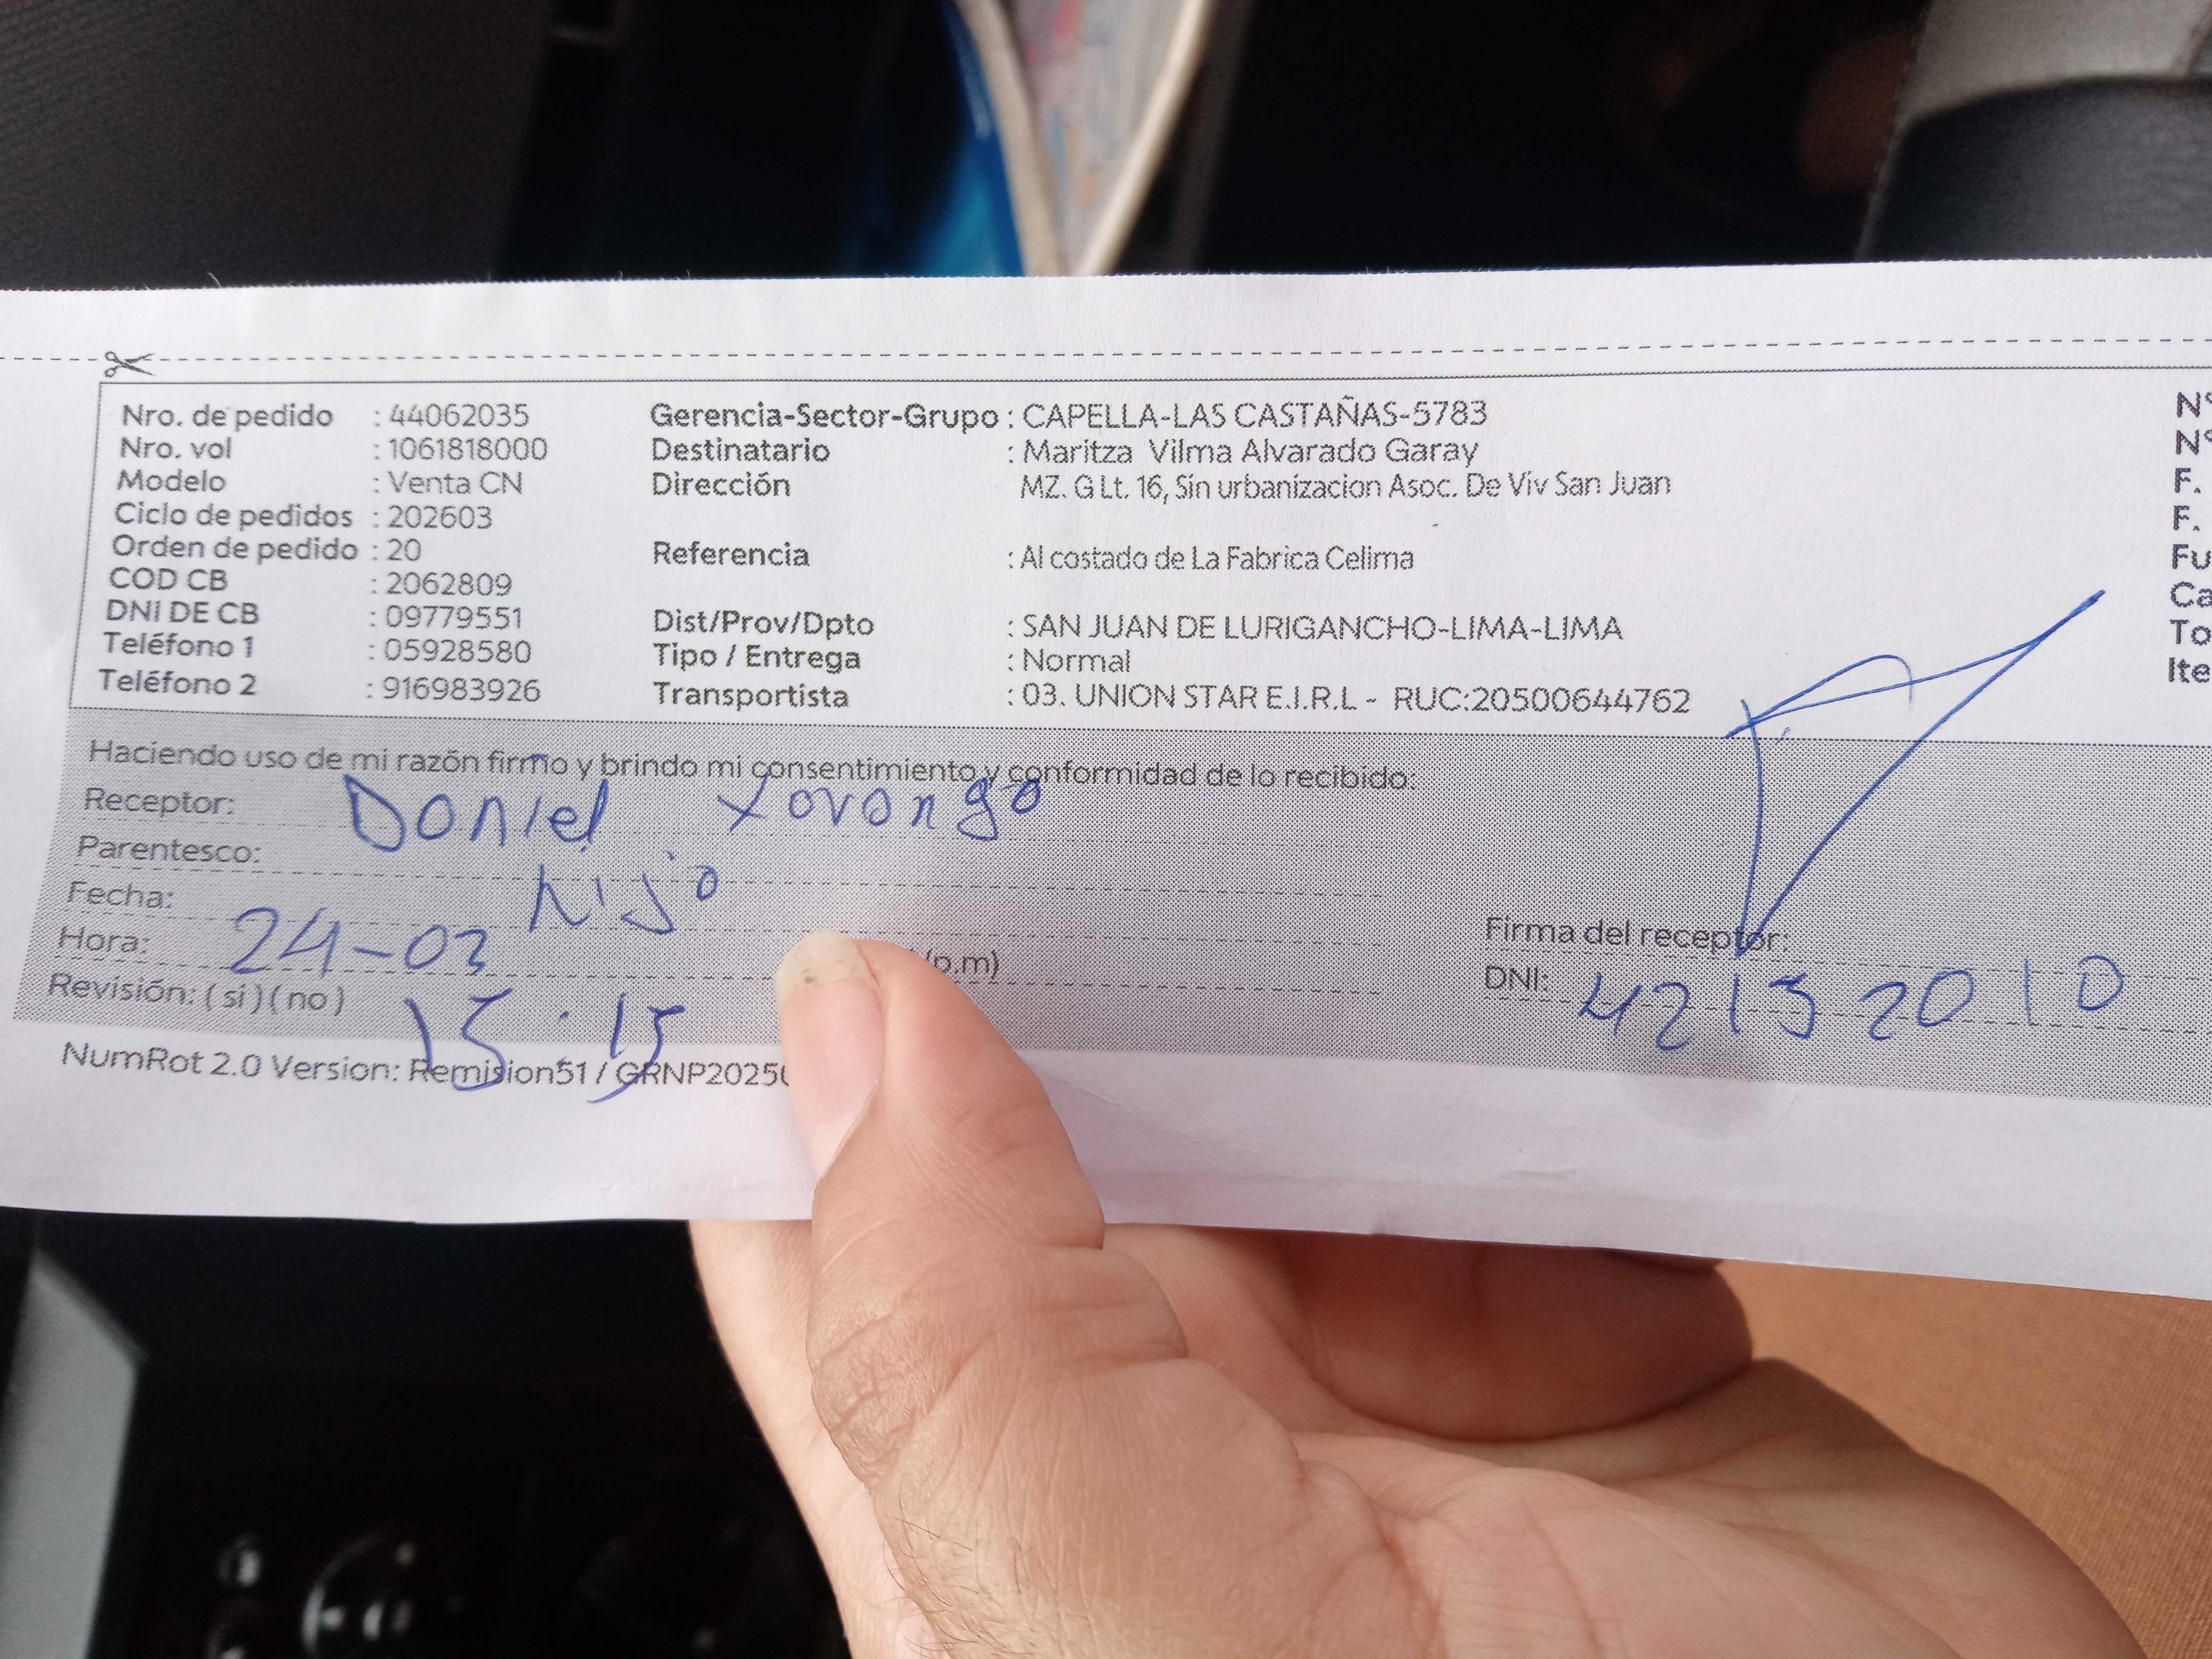 Nro. de pedido : 44062035
Nro. vol : 1061818000
Modelo : Venta CN
Ciclo de pedidos : 202603
Orden de pedido : 20
COD CB : 2062809
DNI DE CB : 09779551
Teléfono 1 : 05928580
Teléfono 2 : 916983926
Gerencia-Sector-Grupo : CAPELLA-LAS CASTAÑAS-5783
Destinatario : Maritza Vilma Alvarado Garay
Dirección MZ. G Lt. 16, Sin urbanizacion Asoc. De Viv San Juan
Referencia : Al costado de La Fabrica Celima
Dist/Prov/Dpto : SAN JUAN DE LURIGANCHO-LIMA-LIMA
Tipo / Entrega : Normal
Transportista : 03. UNION STAR E.I.R.L - RUC:20500644762
N°
N°
F.
F.
Fu
Ca
To
Ite
Haciendo uso de mi razón firmo y brindo mi consentimiento y conformidad de lo recibido:
Receptor: Daniel
Parentesco: hijo
Fecha: 24-03
Hora: 15:15 (p.m)
Revisión: ( si ) ( no )
Firma del receptor:
DNI: 42152010
NumRot 2.0 Version: Remision51 / GRNP2025